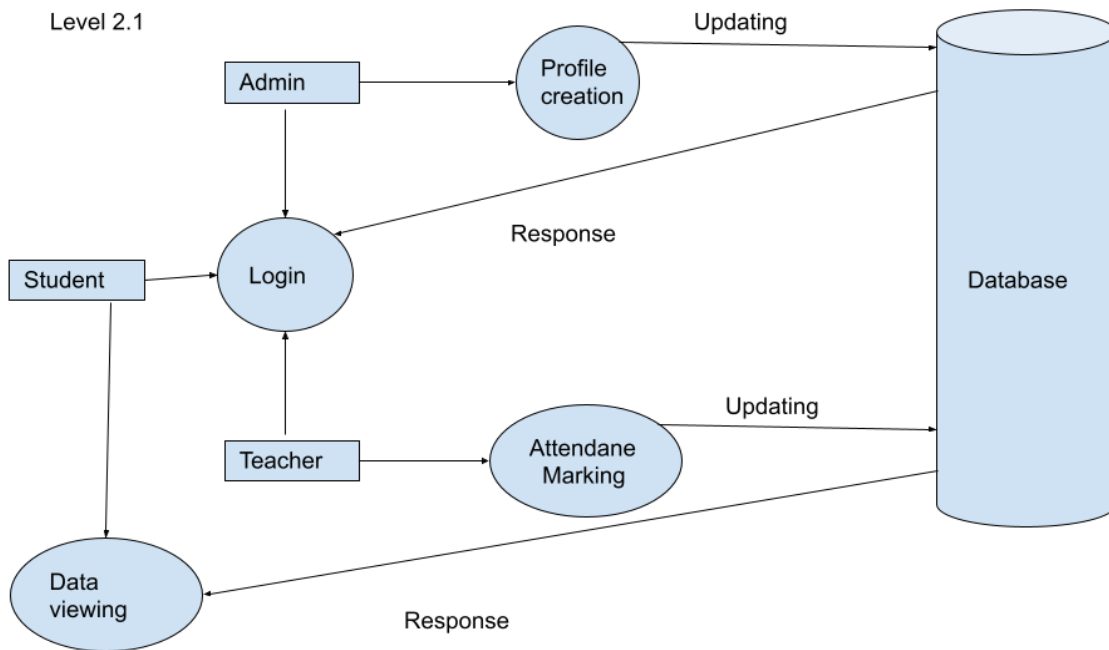 Level 2.1
Updating
Admin
Profile
creation
Response
Student
Login
Database
Updating
Teacher
Attendane
Marking
Data
viewing
Response